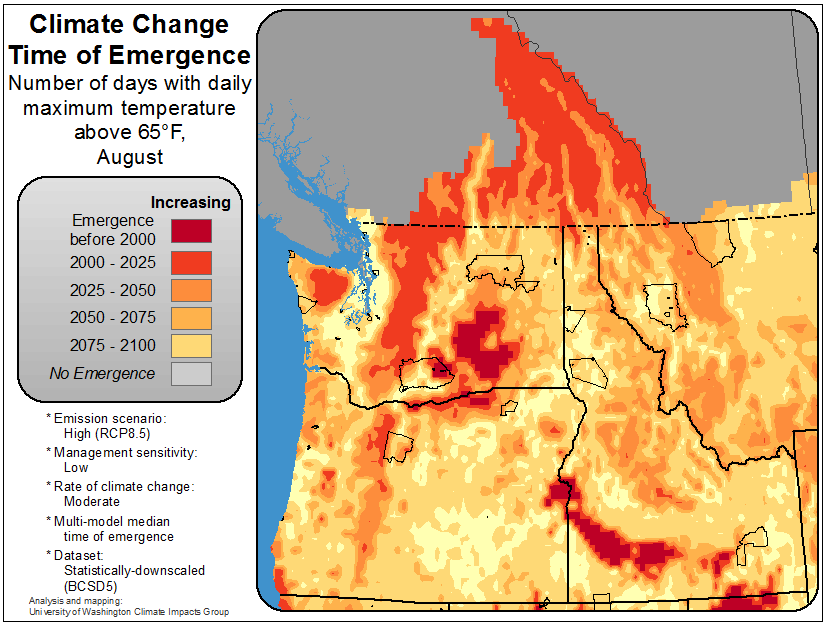 Climate Change
Time of Emergence
Number of days with daily
maximum temperature
above 65°F,
August
Increasing
Emergence
before 2000
2000 - 2025
2025 - 2050
2050 - 2075
2075 - 2100
No Emergence
* Emission scenario:
High (RCP8.5)
* Management sensitivity:
Low
* Rate of climate change:
Moderate
* Multi-model median
time of emergence
* Dataset:
Statistically-downscaled
(BCSD5)
Analysis and mapping:
University of Washington Climate Impacts Group